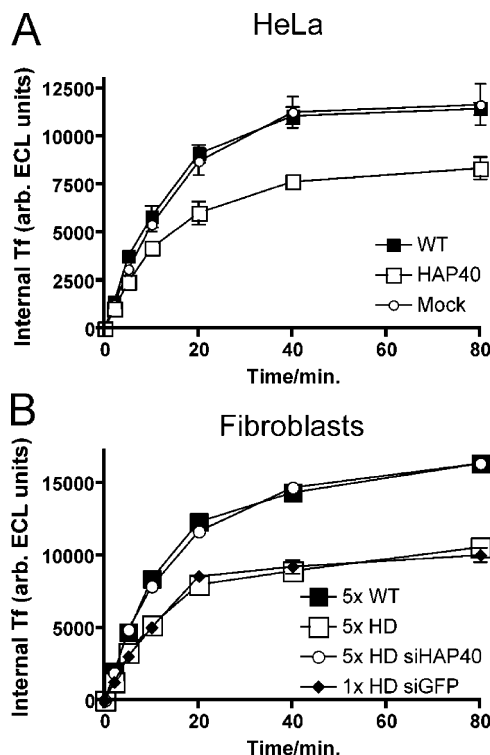 A
HeLa
Internal Tf (arb. ECL units)
12500
10000
7500
5000
2500
0
WT
HAP40
Mock
0
20
40
60
80
Time/min.
B
Fibroblasts
Internal Tf (arb. ECL units)
15000
10000
5000
0
5x WT
5x HD
5x HD siHAP40
1x HD siGFP
0
20
40
60
80
Time/min.